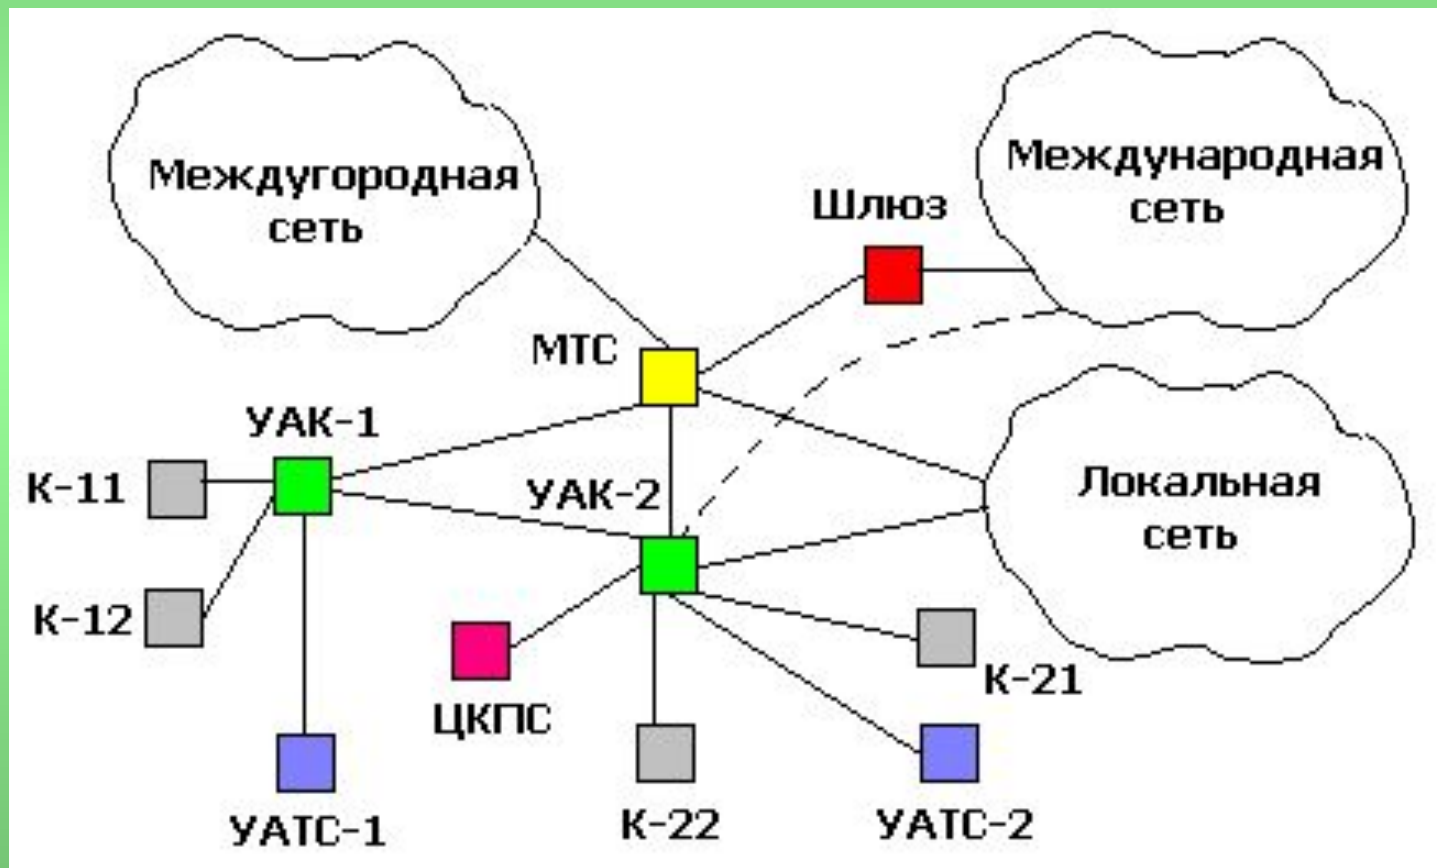 Междугородная
сеть
Международная
сеть
Шлюз
МТС
УАК-1
К-11
УАК-2
Локальная
сеть
К-12
ЦКПС
К-21
УАТС-1
К-22
УАТС-2